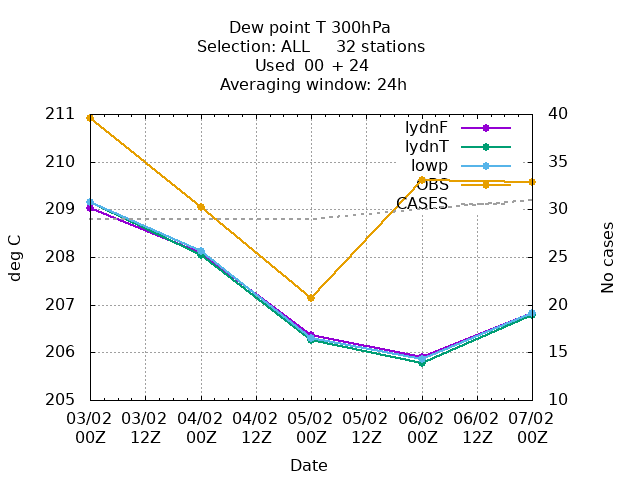 Dew point T 300hPa
Selection: ALL 32 stations
Used 00 + 24
Averaging window: 24h
211
210
209
208
207
206
205
40
35
30
25
20
15
10
lydnF
lydnT
lowp
OBS
CASES
deg C
No cases
03/02 03/02 04/02 04/02 05/02 05/02 06/02 06/02 07/02
00Z 12Z 00Z 12Z 00Z 12Z 00Z 12Z 00Z
Date